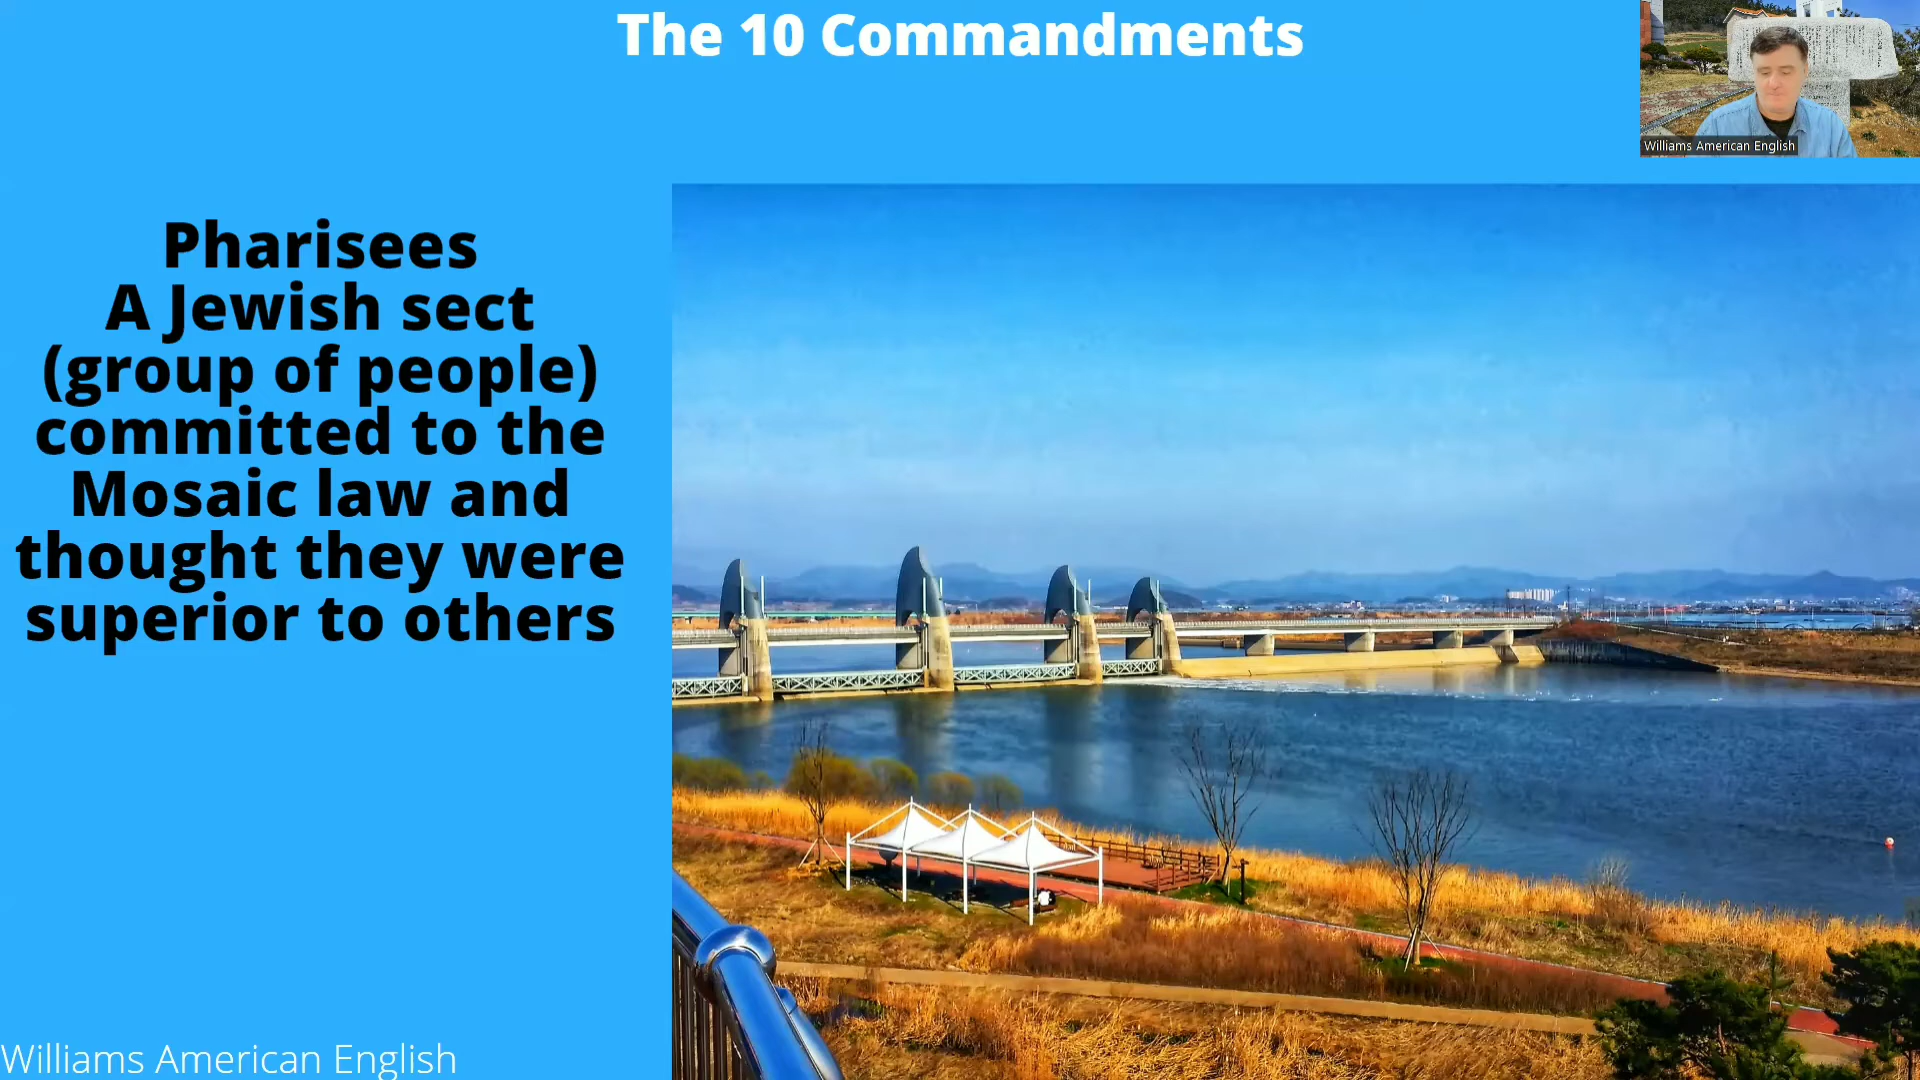 The 10 Commandments
Williams American English
Pharisees
A Jewish sect
(group of people)
committed to the
Mosaic law and
thought they were
superior to others
Williams American English